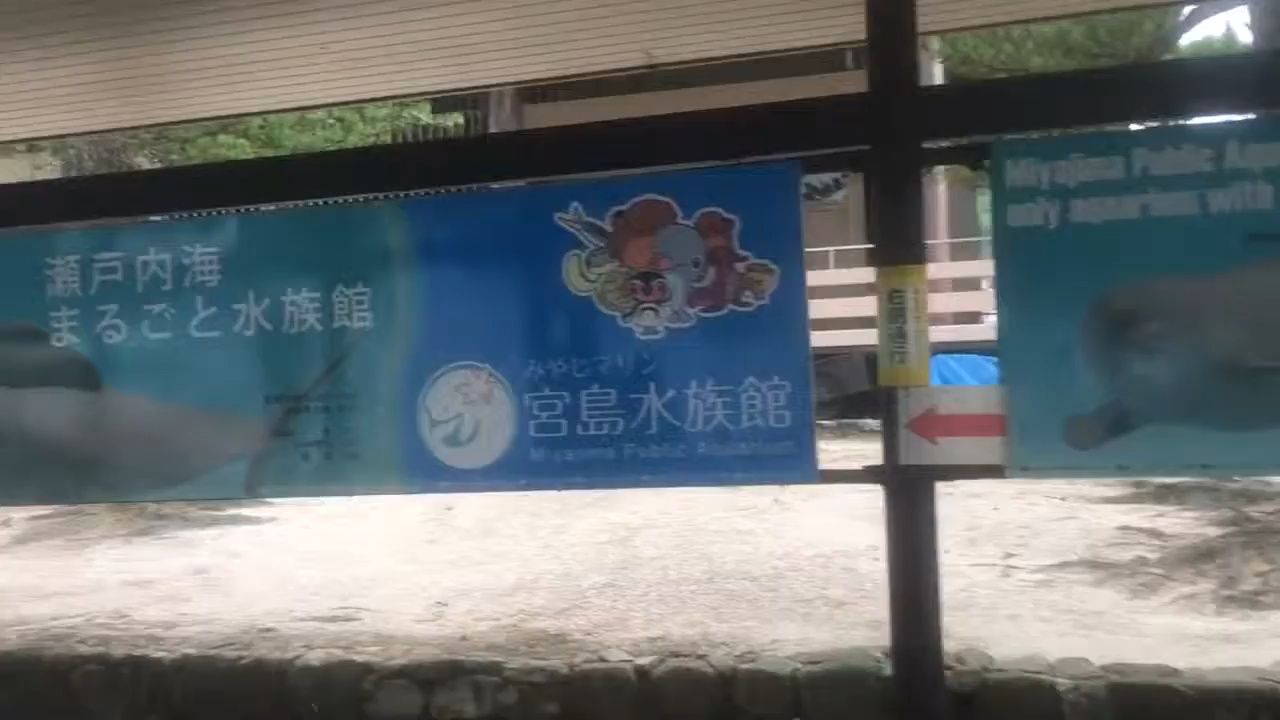 瀬戸内海
まるごと水族館
みやじマリン
宮島水族館
Miyajima Public Aquarium
Miyajima Public
only aquarium with